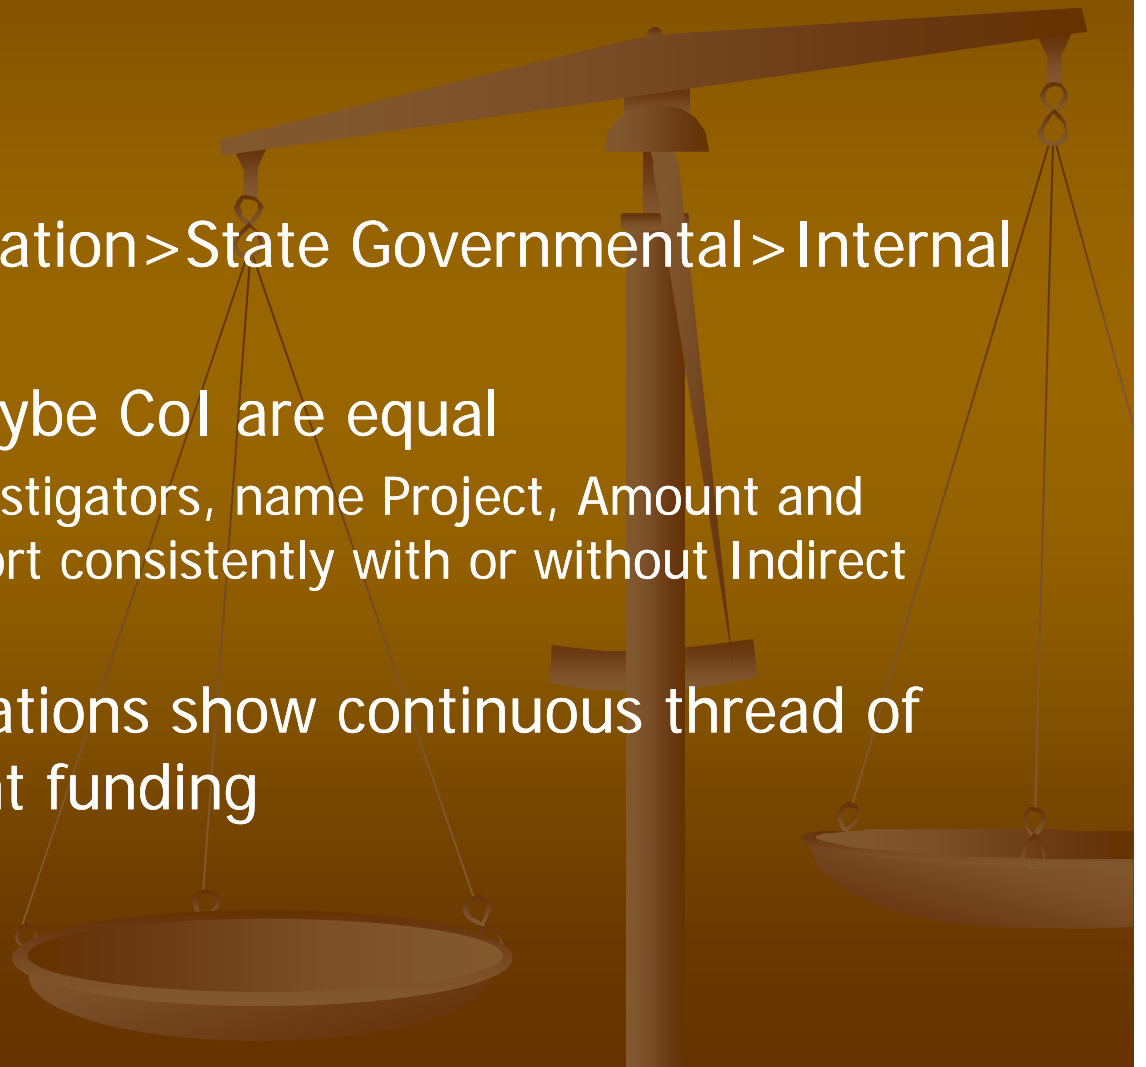 ation>State Governmental>Internal
ybe CoI are equal
stigators, name Project, Amount and
ort consistently with or without Indirect
ations show continuous thread of
t funding